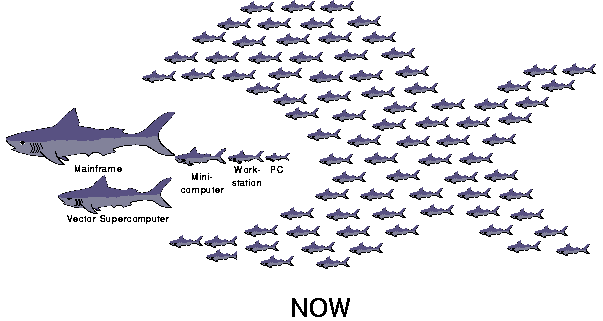 Mainframe
Vector Supercomputer
Mini-
computer
Work-
station
PC
NOW